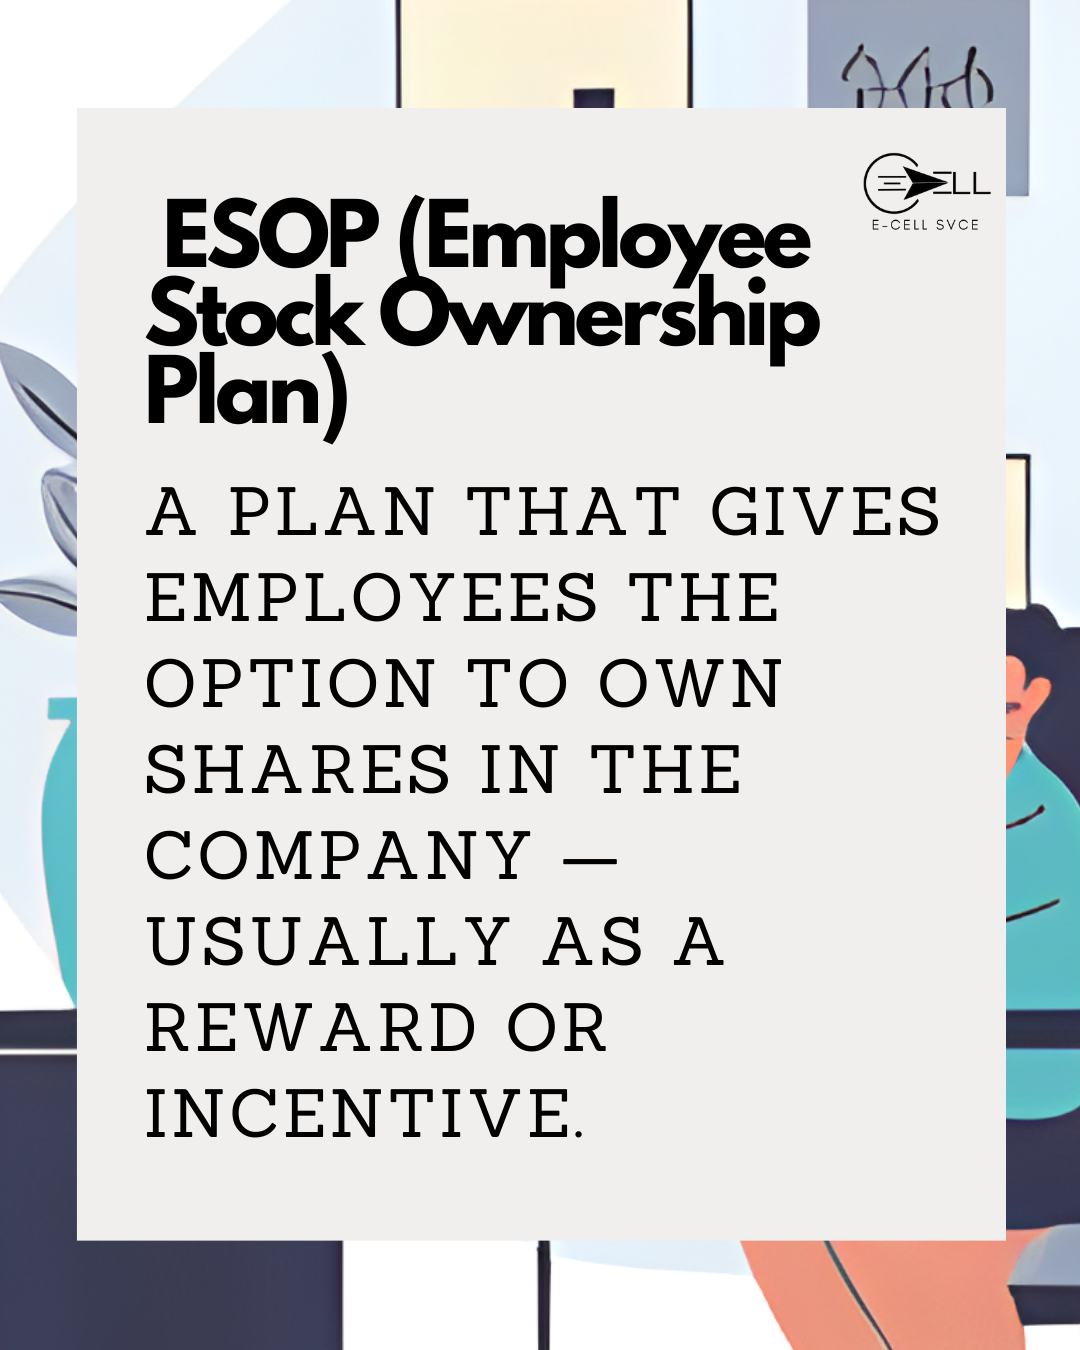 ELL
E-CELL SVCE
ESOP (Employee
Stock Ownership
Plan)
A PLAN THAT GIVES
EMPLOYEES THE
OPTION TO OWN
SHARES IN THE
COMPANY —
USUALLY AS A
REWARD OR
INCENTIVE.